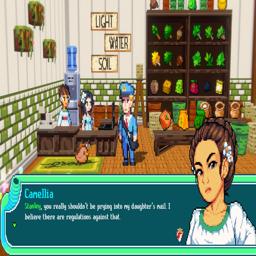 LIGHT
WATER
SOIL
Camellia
Stanley, you really shouldn't be prying into my daughter's mail. I
believe there are regulations against that.